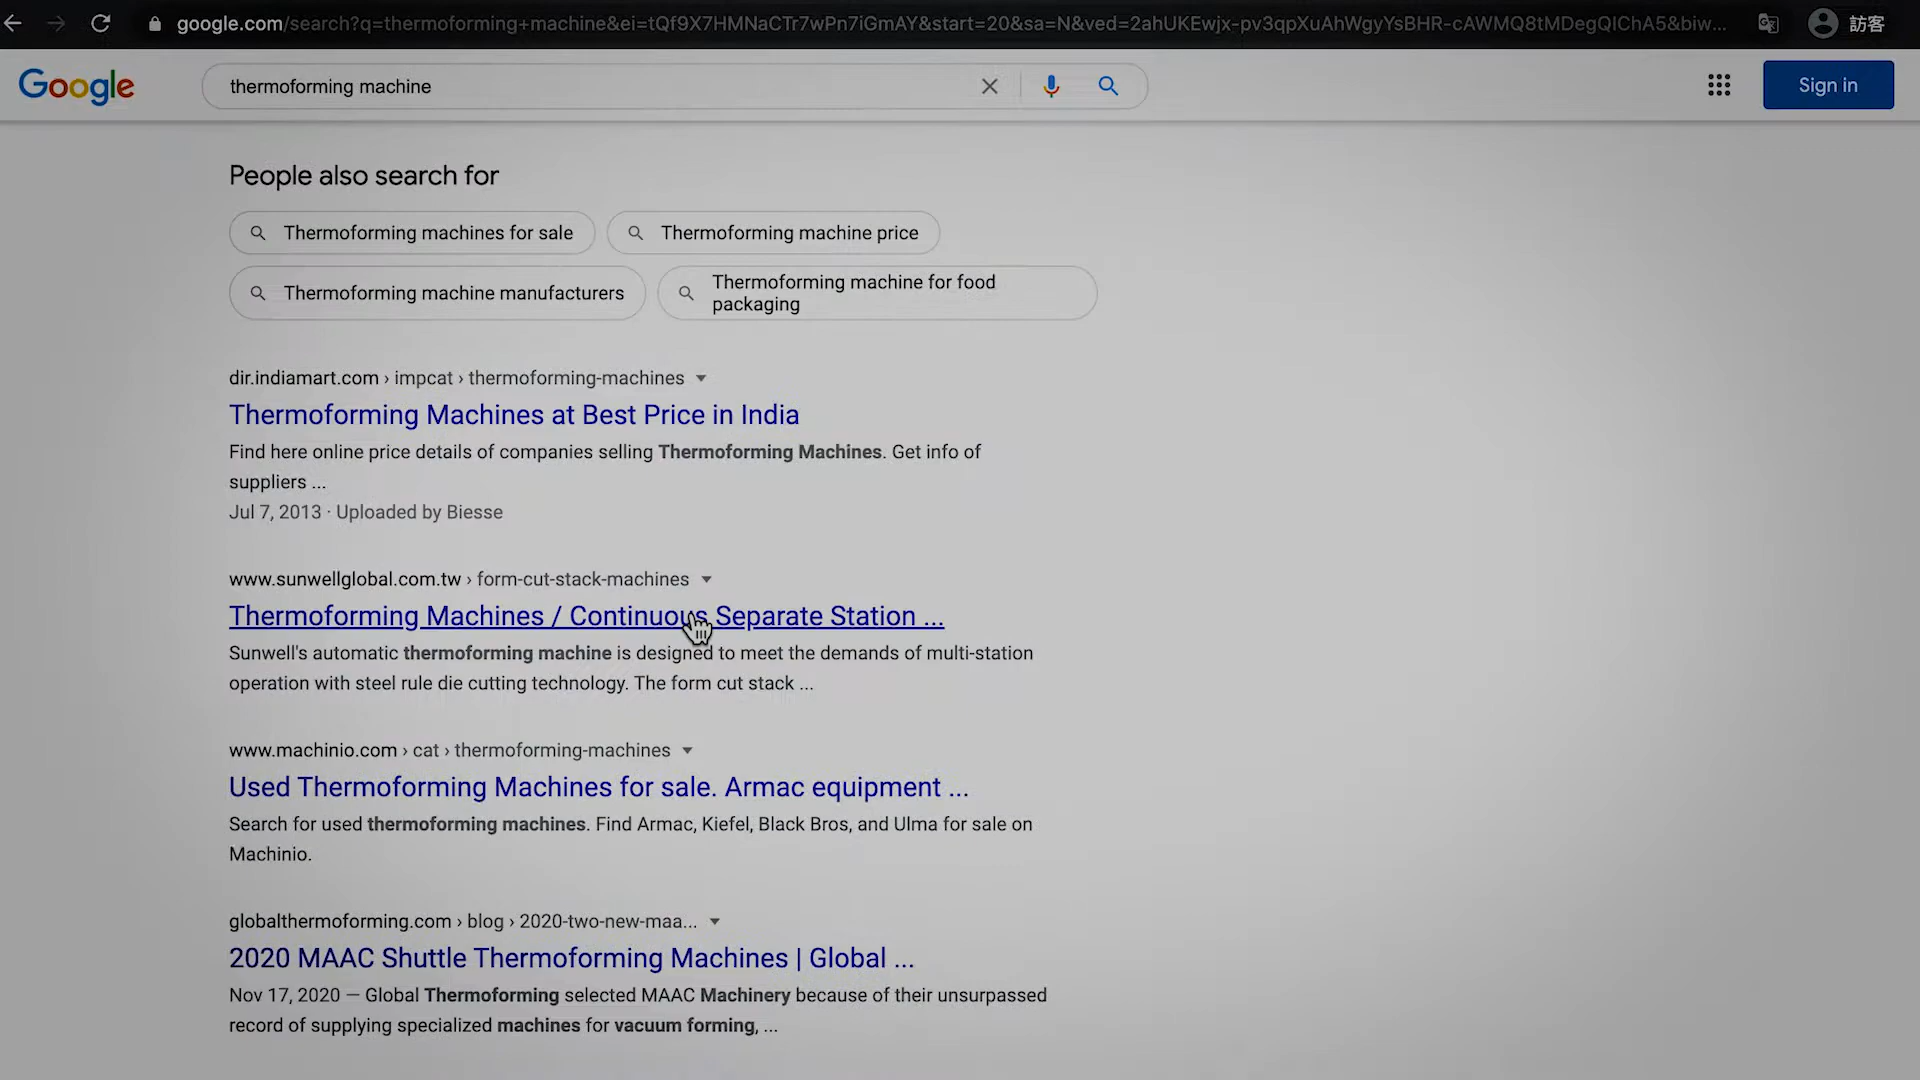 google.com/search?q=thermoforming+machine&ei=tQf9X7HMNaCTr7wPn7iGmAY&start=20&sa=N&ved=2ahUKEwjx-pv3qpXuAhWgyYsBHR-cAWMQ8tMDegQIChA5&biw... 訪客
Google thermoforming machine Sign in
People also search for
Thermoforming machines for sale Thermoforming machine price
Thermoforming machine manufacturers Thermoforming machine for food
packaging
dir.indiamart.com › impcat › thermoforming-machines
Thermoforming Machines at Best Price in India
Find here online price details of companies selling Thermoforming Machines. Get info of
suppliers ...
Jul 7, 2013 · Uploaded by Biesse
www.sunwellglobal.com.tw › form-cut-stack-machines
Thermoforming Machines / Continuous Separate Station ...
Sunwell's automatic thermoforming machine is designed to meet the demands of multi-station
operation with steel rule die cutting technology. The form cut stack ...
www.machinio.com › cat › thermoforming-machines
Used Thermoforming Machines for sale. Armac equipment ...
Search for used thermoforming machines. Find Armac, Kiefel, Black Bros, and Ulma for sale on
Machinio.
globalthermoforming.com › blog › 2020-two-new-maa...
2020 MAAC Shuttle Thermoforming Machines | Global ...
Nov 17, 2020 — Global Thermoforming selected MAAC Machinery because of their unsurpassed
record of supplying specialized machines for vacuum forming, ...